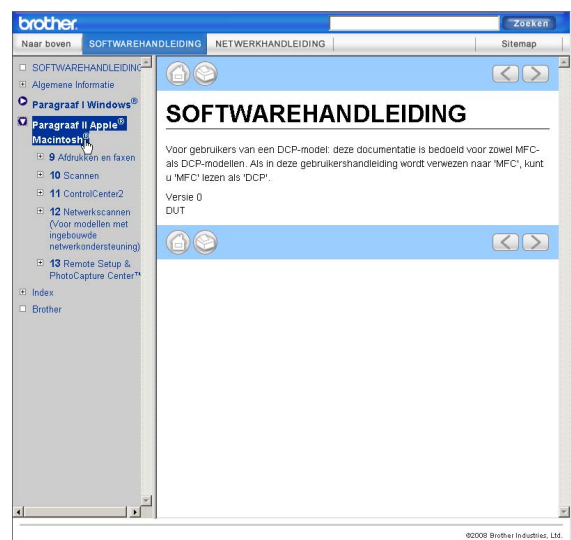 brother.
Zoeken
Naar boven
SOFTWAREHANDLEIDING
NETWERKHANDLEIDING
Sitemap
SOFTWAREHANDLEIDING
Algemene Informatie
Paragraaf I Windows®
Paragraaf II Apple®
Macintosh®
9 Afdrukken en faxen
10 Scannen
11 ControlCenter2
12 Netwerkscannen
(Voor modellen met
ingebouwde
netwerkondersteuning)
13 Remote Setup &
PhotoCapture Center™
Index
Brother
SOFTWAREHANDLEIDING
Voor gebruikers van een DCP-model: deze documentatie is bedoeld voor zowel MFC-
als DCP-modellen. Als in deze gebruikershandleiding wordt verwezen naar 'MFC', kunt
u 'MFC' lezen als 'DCP'.
Versie 0
DUT
©2008 Brother Industries, Ltd.